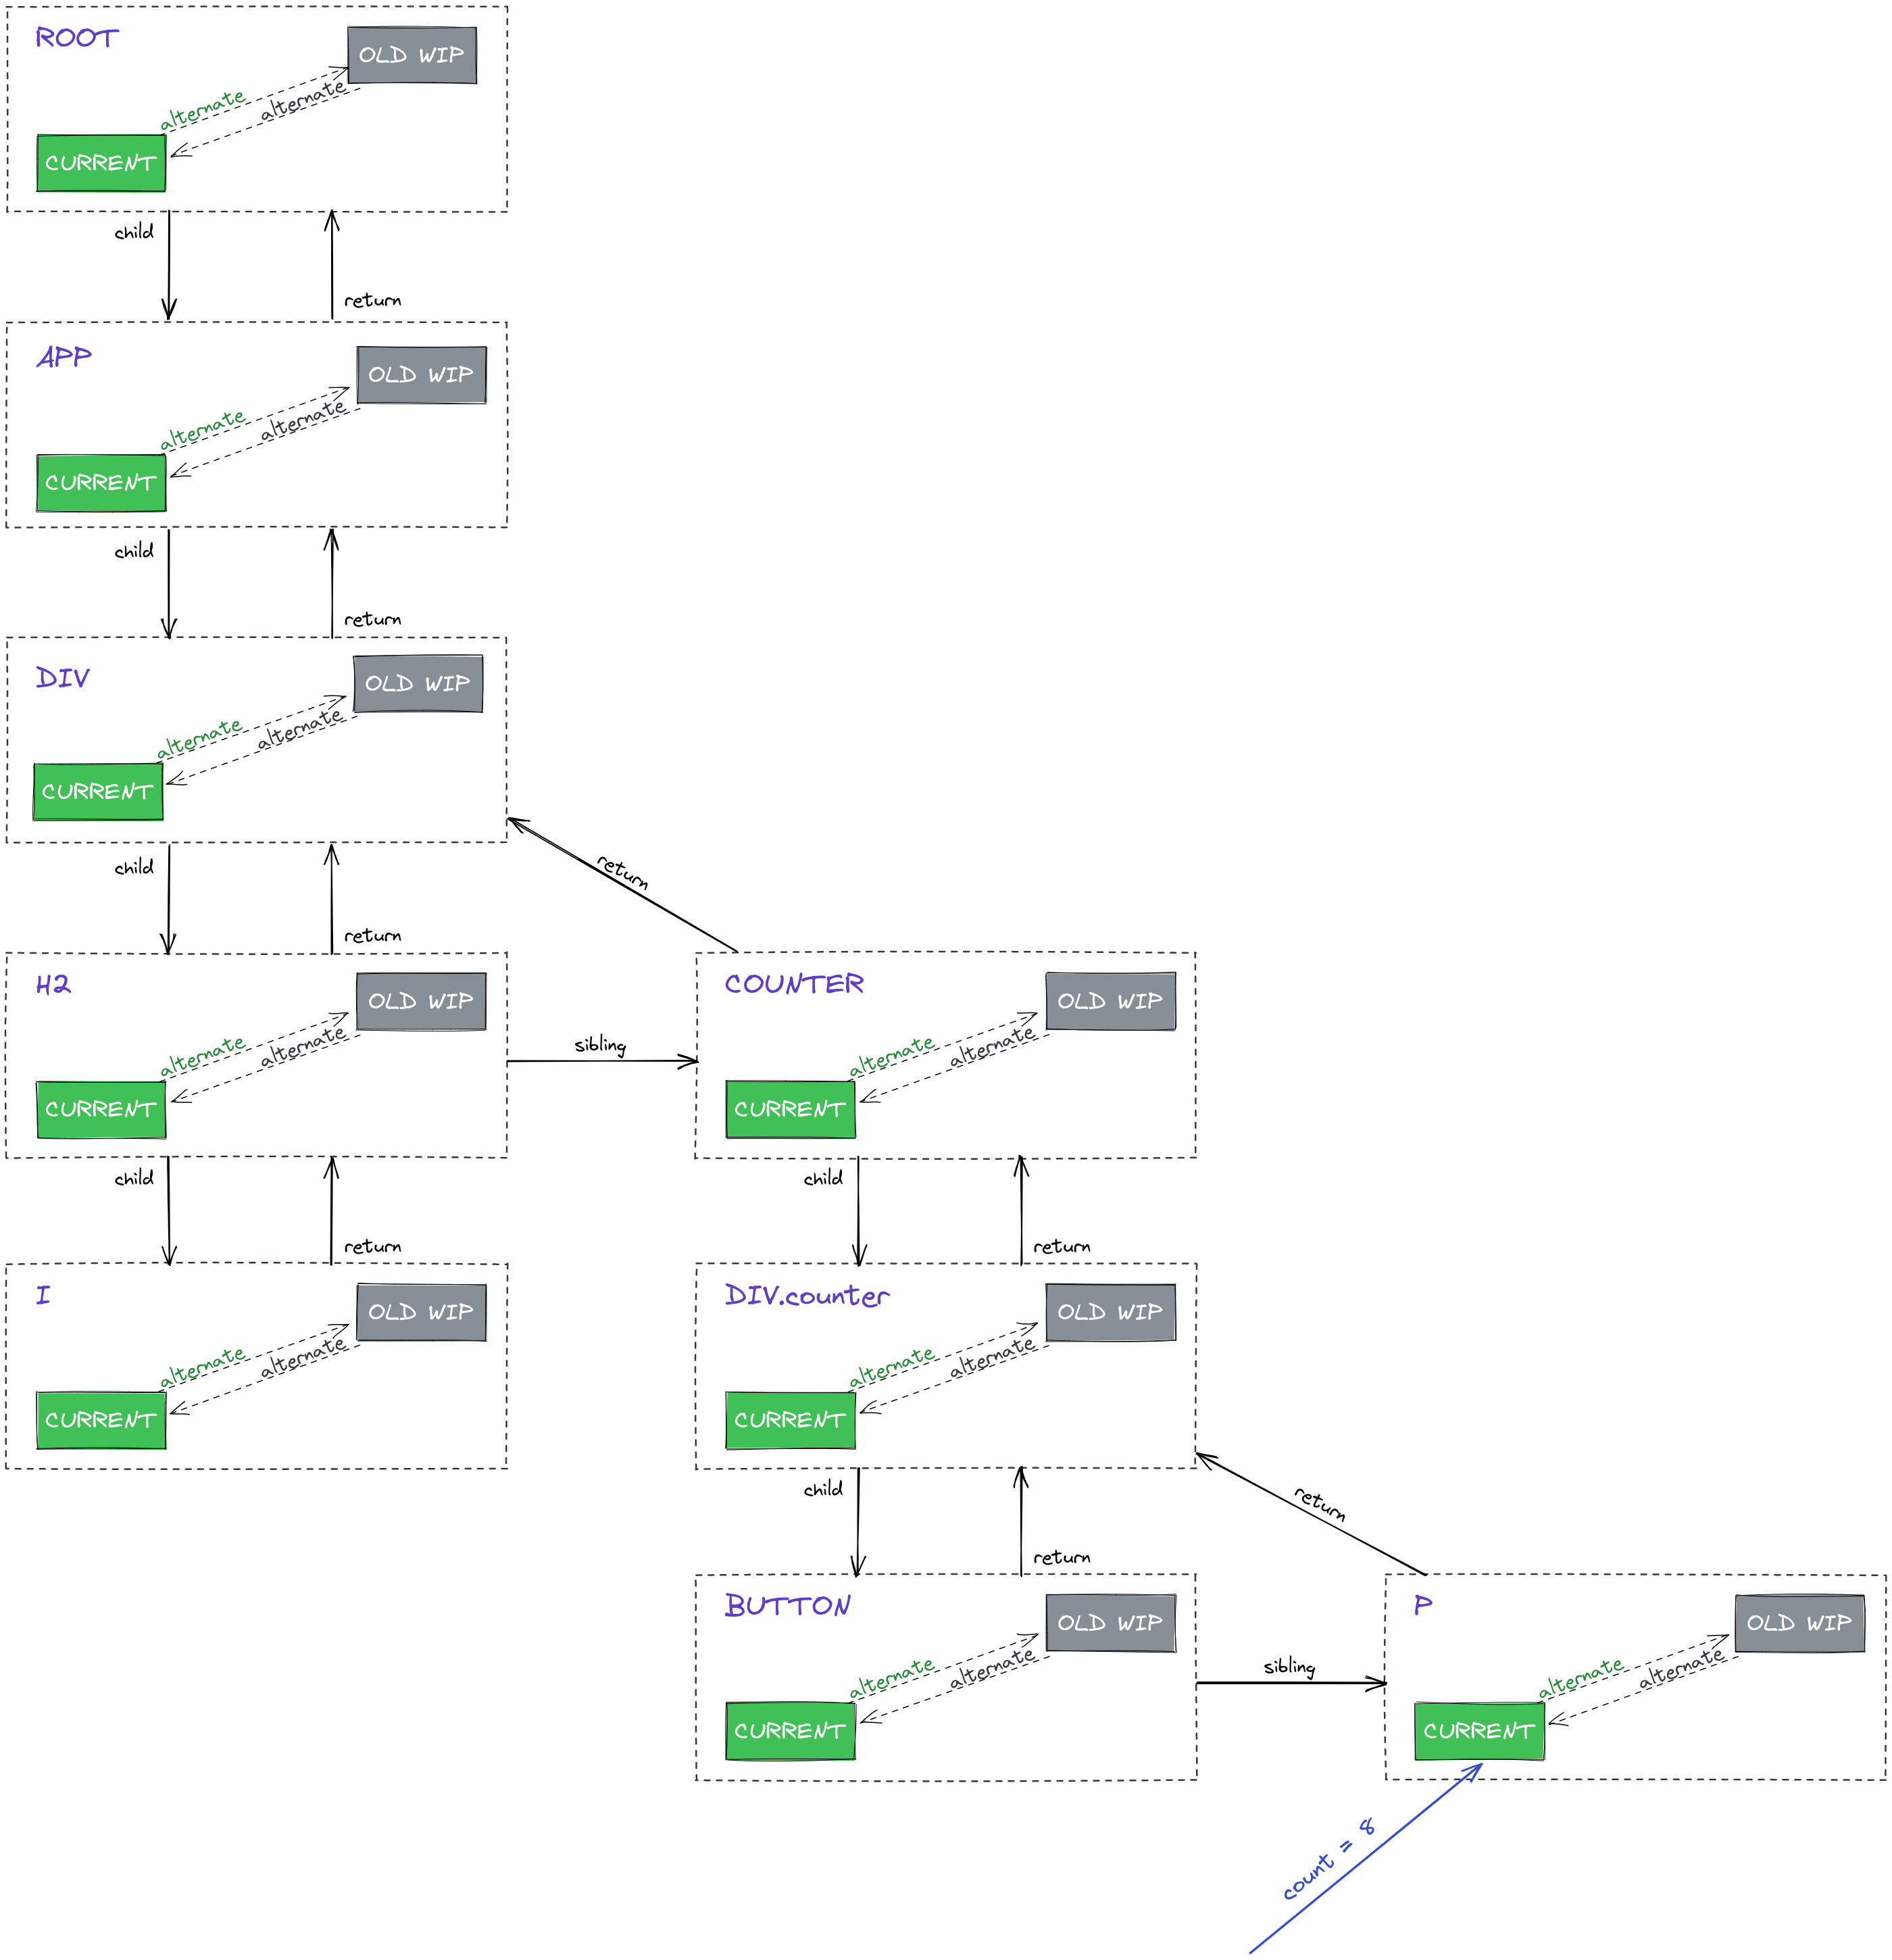 ROOT
OLD WIP
alternate
alternate
CURRENT
child
return
APP
OLD WIP
alternate
alternate
CURRENT
child
return
DIV
OLD WIP
alternate
alternate
CURRENT
child
return
return
H2
OLD WIP
alternate
alternate
CURRENT
sibling
COUNTER
OLD WIP
alternate
alternate
CURRENT
child
return
child
return
I
OLD WIP
alternate
alternate
CURRENT
DIV.counter
OLD WIP
alternate
alternate
CURRENT
child
return
return
BUTTON
OLD WIP
alternate
alternate
CURRENT
sibling
P
OLD WIP
alternate
alternate
CURRENT
count = 8